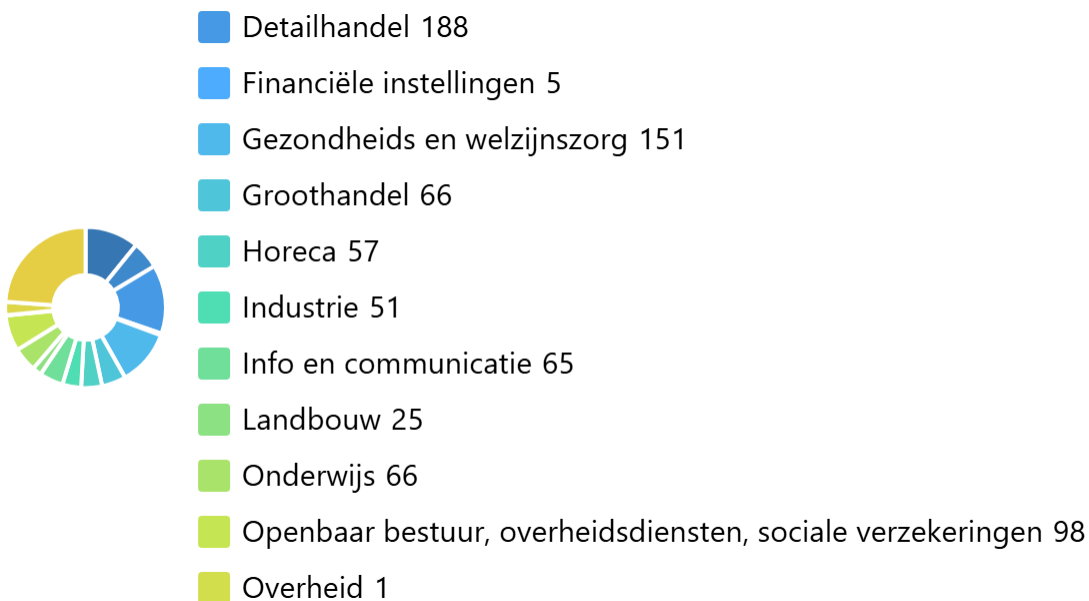 Detailhandel 188
Financiële instellingen 5
Gezondheids en welzijnszorg 151
Groothandel 66
Horeca 57
Industrie 51
Info en communicatie 65
Landbouw 25
Onderwijs 66
Openbaar bestuur, overheidsdiensten, sociale verzekeringen 98
Overheid 1